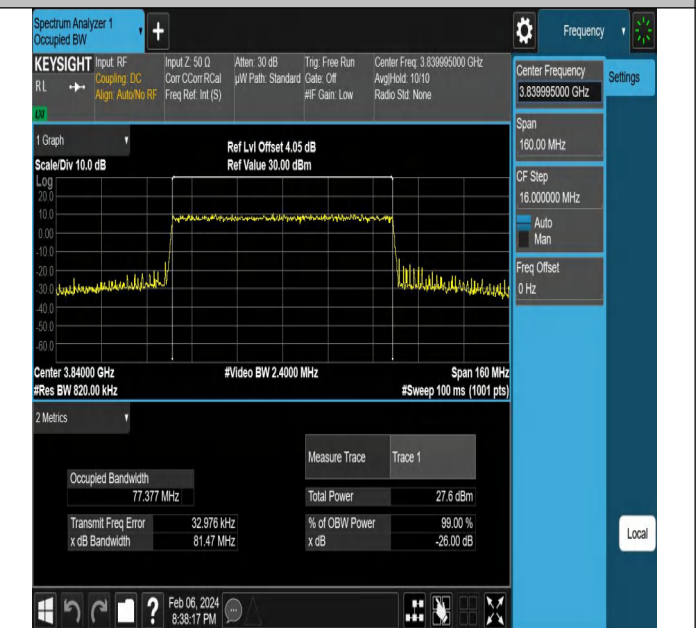 Spectrum Analyzer 1
Occupied BW
Frequency
KEYSIGHT
RL
LXI
Input: RF
Coupling: DC
Align: Auto/No RF
Input Z: 50 Ω
Corr CCorr RCal
Freq Ref: Int (S)
Atten: 30 dB
µW Path: Standard
Trig: Free Run
Gate: Off
#IF Gain: Low
Center Freq: 3.839995000 GHz
Avg|Hold: 10/10
Radio Std: None
Center Frequency
3.839995000 GHz
Settings
Span
160.00 MHz
CF Step
16.000000 MHz
Auto
Man
Freq Offset
0 Hz
Local
1 Graph
Scale/Div 10.0 dB
Ref Lvl Offset 4.05 dB
Ref Value 30.00 dBm
Log
20.0
10.0
0.00
-10.0
-20.0
-30.0
-40.0
-50.0
-60.0
Center 3.84000 GHz
#Res BW 820.00 kHz
#Video BW 2.4000 MHz
Span 160 MHz
#Sweep 100 ms (1001 pts)
2 Metrics
Measure Trace Trace 1
Occupied Bandwidth
77.377 MHz
Total Power 27.6 dBm
Transmit Freq Error 32.976 kHz
% of OBW Power 99.00 %
x dB Bandwidth 81.47 MHz
x dB -26.00 dB
Feb 06, 2024
8:38:17 PM